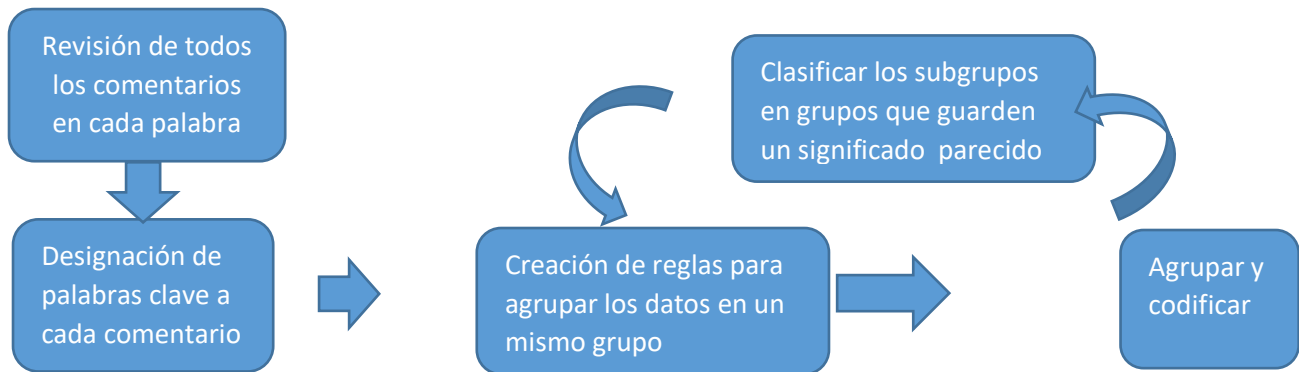 Revisión de todos
los comentarios
en cada palabra
Designación de
palabras clave a
cada comentario
Creación de reglas para
agrupar los datos en un
mismo grupo
Agrupar y
codificar
Clasificar los subgrupos
en grupos que guarden
un significado parecido